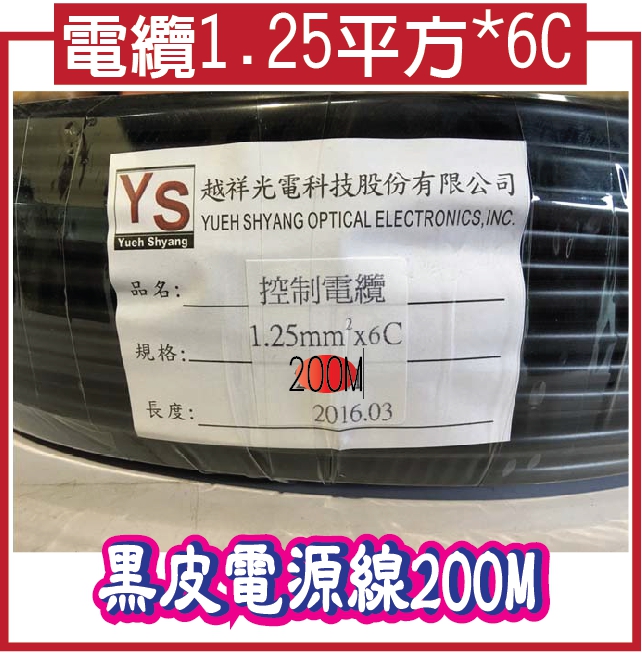 電纜1.25平方*6C
YS
Yueh Shyang
越祥光電科技股份有限公司
YUEH SHYANG OPTICAL ELECTRONICS,INC.
品名: 控制電纜
規格: 1.25mm²x6C
200M
長度: 2016.03
黑皮電源線200M